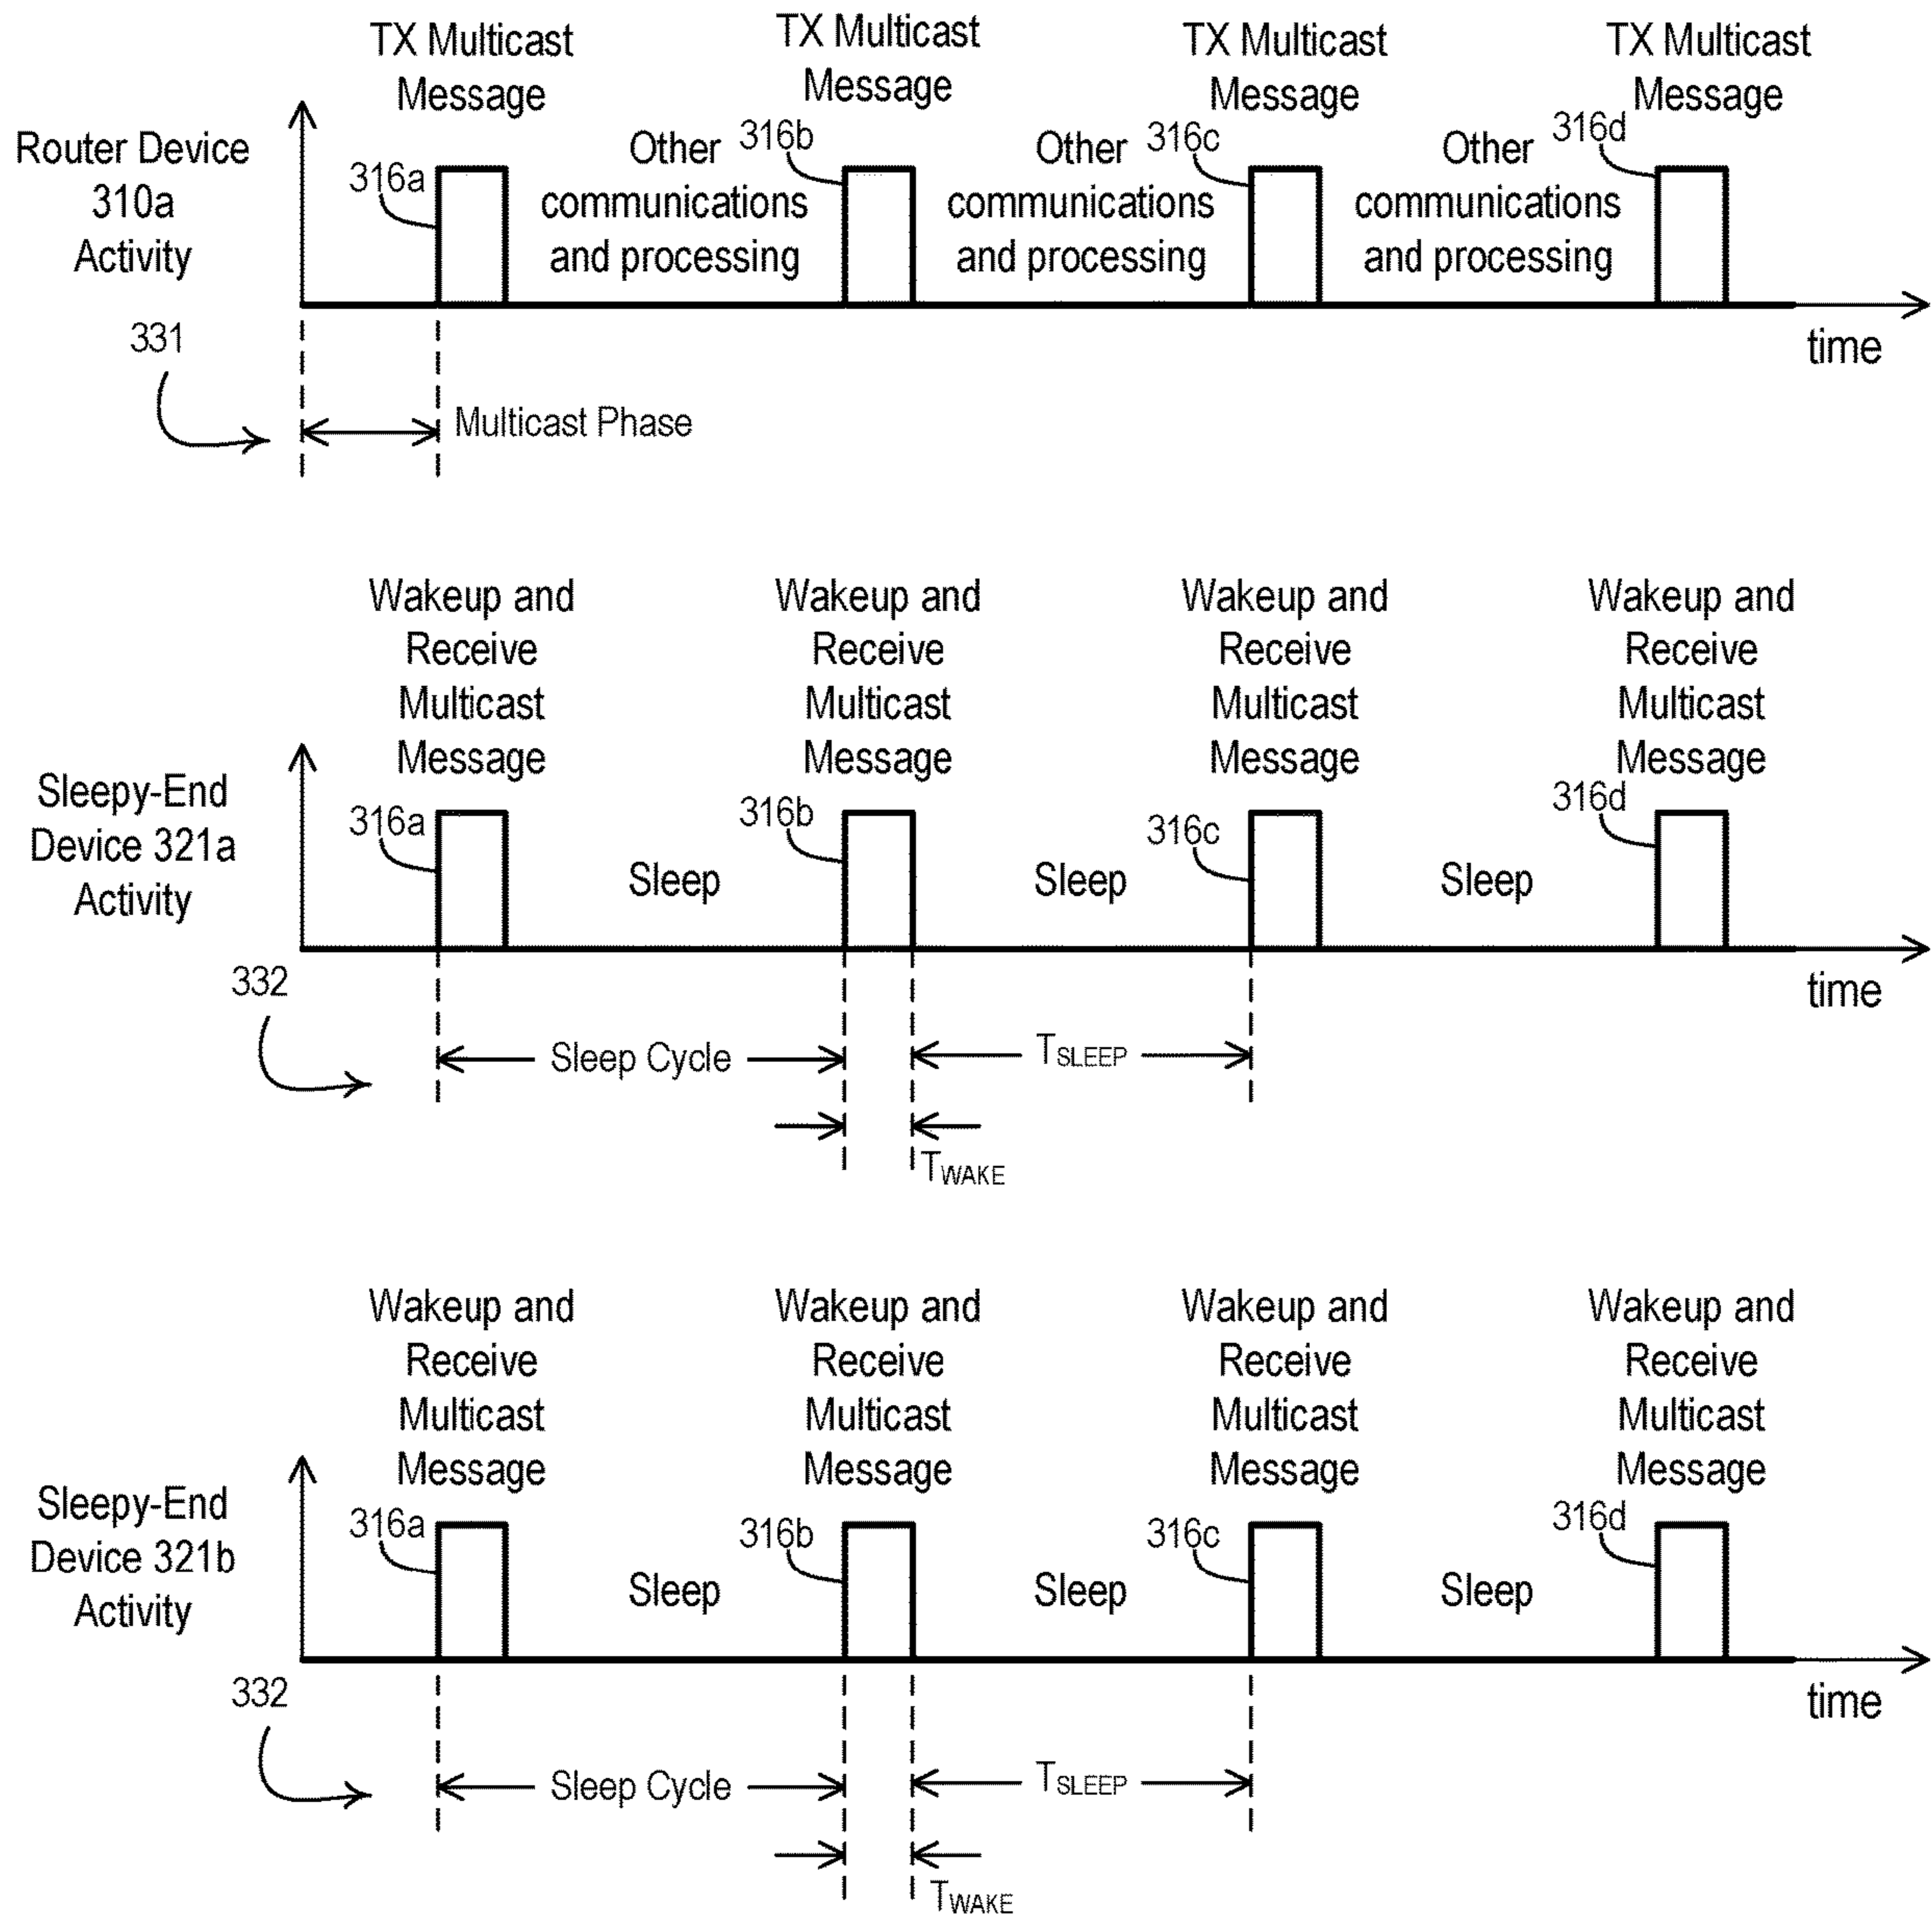 TX Multicast
Message
TX Multicast
Message
TX Multicast
Message
TX Multicast
Message
Router Device
310a
Activity
316a
Other
communications
and processing
316b
Other
communications
and processing
316c
Other
communications
and processing
316d
time
331
Multicast Phase
Wakeup and
Receive
Multicast
Message
Wakeup and
Receive
Multicast
Message
Wakeup and
Receive
Multicast
Message
Wakeup and
Receive
Multicast
Message
Sleepy-End
Device 321a
Activity
316a
Sleep
316b
Sleep
316c
Sleep
316d
time
332
Sleep Cycle
TSLEEP
TWAKE
Wakeup and
Receive
Multicast
Message
Wakeup and
Receive
Multicast
Message
Wakeup and
Receive
Multicast
Message
Wakeup and
Receive
Multicast
Message
Sleepy-End
Device 321b
Activity
316a
Sleep
316b
Sleep
316c
Sleep
316d
time
332
Sleep Cycle
TSLEEP
TWAKE